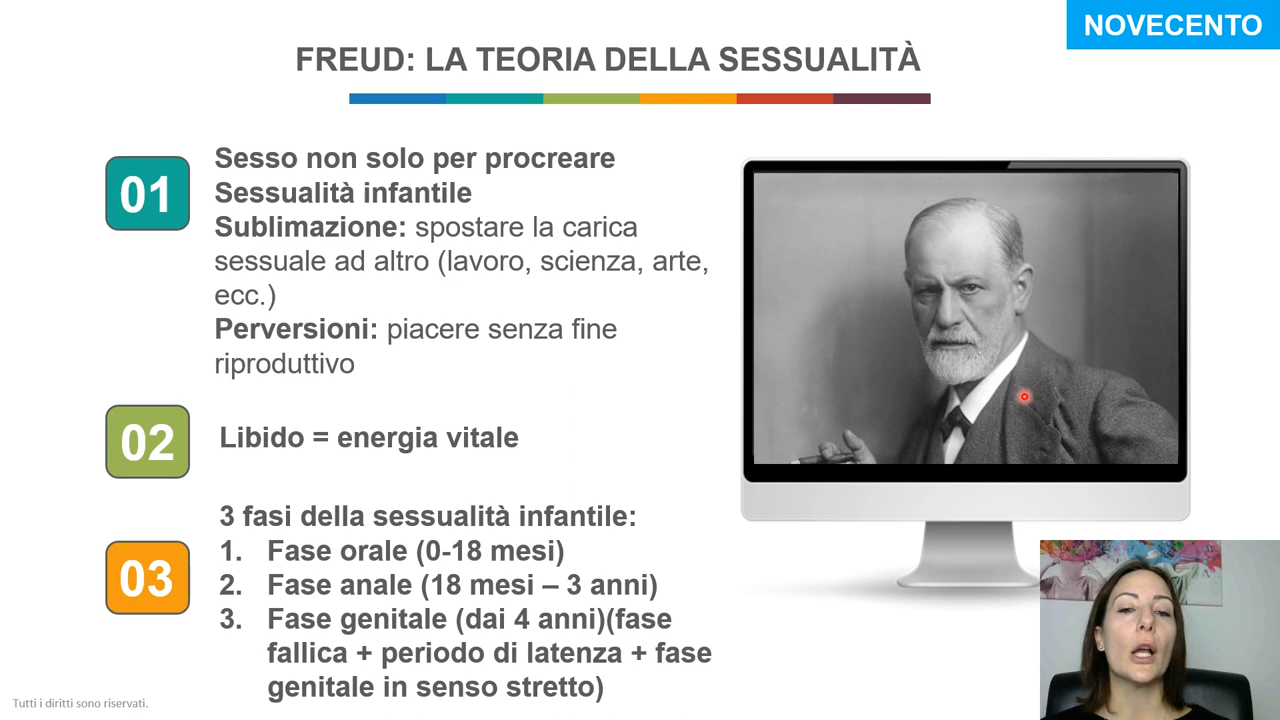 NOVECENTO
FREUD: LA TEORIA DELLA SESSUALITÀ
01
Sesso non solo per procreare
Sessualità infantile
Sublimazione: spostare la carica
sessuale ad altro (lavoro, scienza, arte,
ecc.)
Perversioni: piacere senza fine
riproduttivo
02
Libido = energia vitale
03
3 fasi della sessualità infantile:
1. Fase orale (0-18 mesi)
2. Fase anale (18 mesi – 3 anni)
3. Fase genitale (dai 4 anni)(fase
fallica + periodo di latenza + fase
genitale in senso stretto)
Tutti i diritti sono riservati.